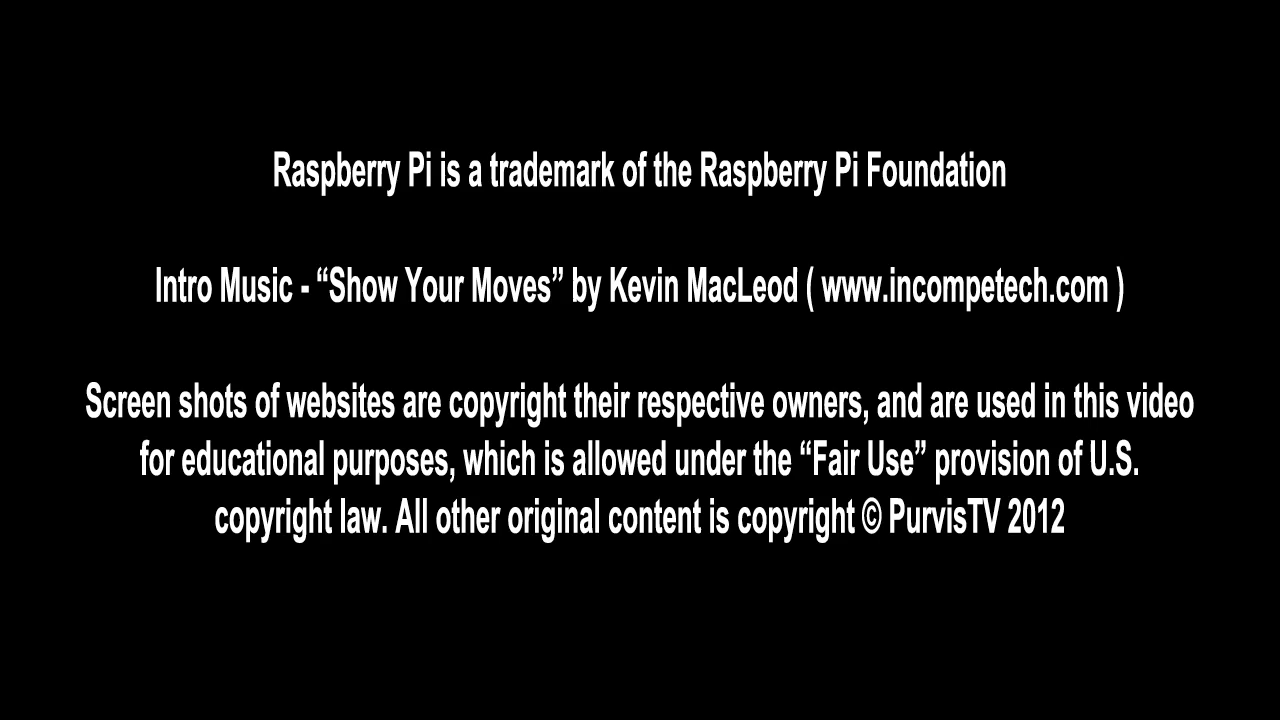 Raspberry Pi is a trademark of the Raspberry Pi Foundation
Intro Music - “Show Your Moves” by Kevin MacLeod ( www.incompetech.com )
Screen shots of websites are copyright their respective owners, and are used in this video
for educational purposes, which is allowed under the “Fair Use” provision of U.S.
copyright law. All other original content is copyright © PurvisTV 2012